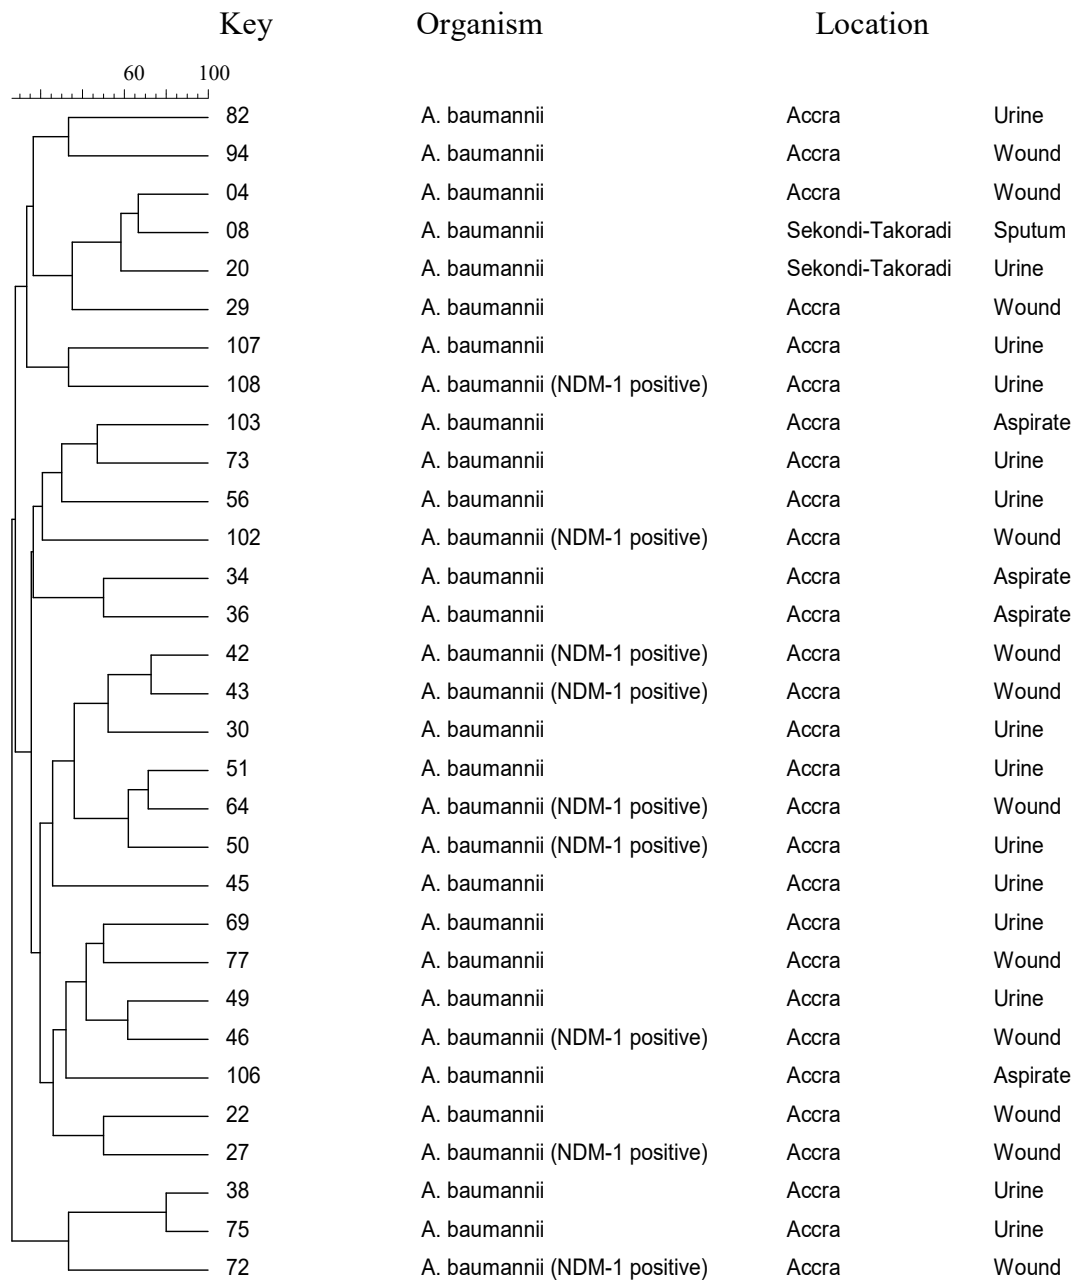 Key Organism Location
60 100
82 A. baumannii Accra Urine
94 A. baumannii Accra Wound
04 A. baumannii Accra Wound
08 A. baumannii Sekondi-Takoradi Sputum
20 A. baumannii Sekondi-Takoradi Urine
29 A. baumannii Accra Wound
107 A. baumannii Accra Urine
108 A. baumannii (NDM-1 positive) Accra Urine
103 A. baumannii Accra Aspirate
73 A. baumannii Accra Urine
56 A. baumannii Accra Urine
102 A. baumannii (NDM-1 positive) Accra Wound
34 A. baumannii Accra Aspirate
36 A. baumannii Accra Aspirate
42 A. baumannii (NDM-1 positive) Accra Wound
43 A. baumannii (NDM-1 positive) Accra Wound
30 A. baumannii Accra Urine
51 A. baumannii Accra Urine
64 A. baumannii (NDM-1 positive) Accra Wound
50 A. baumannii (NDM-1 positive) Accra Urine
45 A. baumannii Accra Urine
69 A. baumannii Accra Urine
77 A. baumannii Accra Wound
49 A. baumannii Accra Urine
46 A. baumannii (NDM-1 positive) Accra Wound
106 A. baumannii Accra Aspirate
22 A. baumannii Accra Wound
27 A. baumannii (NDM-1 positive) Accra Wound
38 A. baumannii Accra Urine
75 A. baumannii Accra Urine
72 A. baumannii (NDM-1 positive) Accra Wound